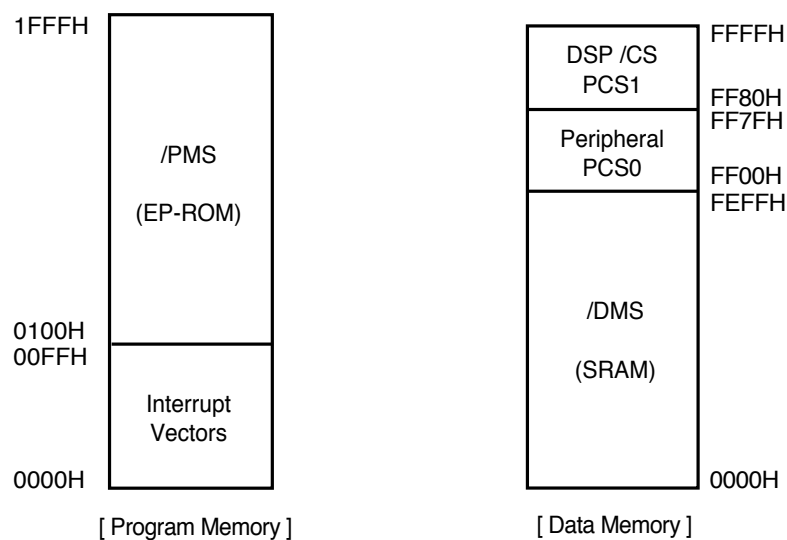 1FFFH
/PMS
(EP-ROM)
0100H
00FFH
Interrupt
Vectors
0000H
[ Program Memory ]
FFFFH
DSP /CS
PCS1
FF80H
FF7FH
Peripheral
PCS0
FF00H
FEFFH
/DMS
(SRAM)
0000H
[ Data Memory ]